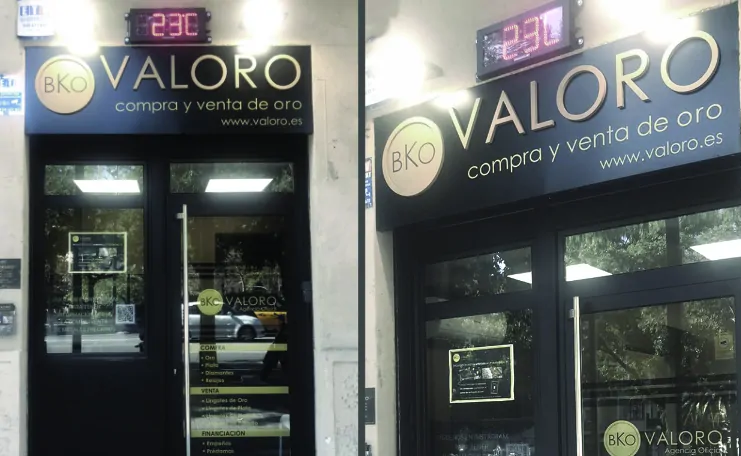 23C
BKO VALORO
compra y venta de oro
www.valoro.es
BKO VALORO
COMPRA
• Oro
• Plata
• Diamantes
• Relojes
VENTA
• Lingotes de Oro
• Lingotes de Plata
FINANCIACIÓN
• Empeños
• Préstamos
23C
BKO VALORO
compra y venta de oro
www.valoro.es
BKO VALORO
Agencia Oficial